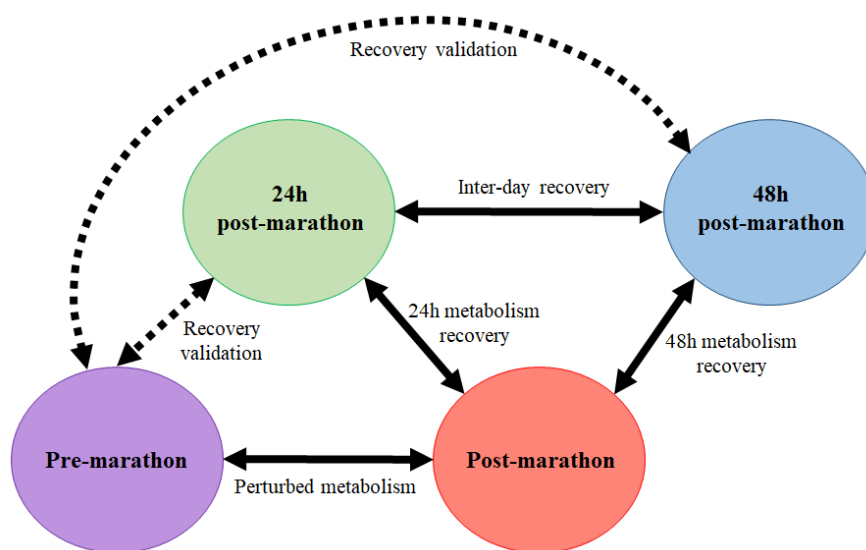 Recovery validation
24h
post-marathon
Inter-day recovery
48h
post-marathon
Recovery
validation
24h metabolism
recovery
48h metabolism
recovery
Pre-marathon
Perturbed metabolism
Post-marathon